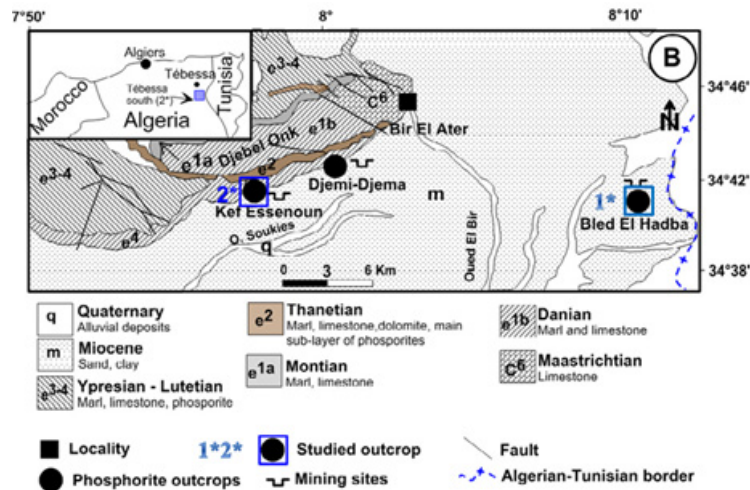 7°50'
8°
8°10'
B
Algiers
Tébessa
Tébessa
south (2*)
Morocco
Algeria
Tunisia
e3-4
C6
34°46'
N
Bir El Ater
e1b
e1a
Djebel Onk
e2
Djemi-Djema
34°42'
e3-4
2*
Kef Essenoun
m
1*
Bled El Hadba
e4
O. Soukies
q
Oued El Bir
0 3 6 Km
34°38'
q
Quaternary
Alluvial deposits
m
Miocene
Sand, clay
e3-4
Ypresian - Lutetian
Marl, limestone, phosporite
e2
Thanetian
Marl, limestone,dolomite, main
sub-layer of phosporites
e1a
Montian
Marl, limestone
e1b
Danian
Marl and limestone
C6
Maastrichtian
Limestone
Locality
1*2*
Studied outcrop
Fault
Phosphorite outcrops
Mining sites
Algerian-Tunisian border